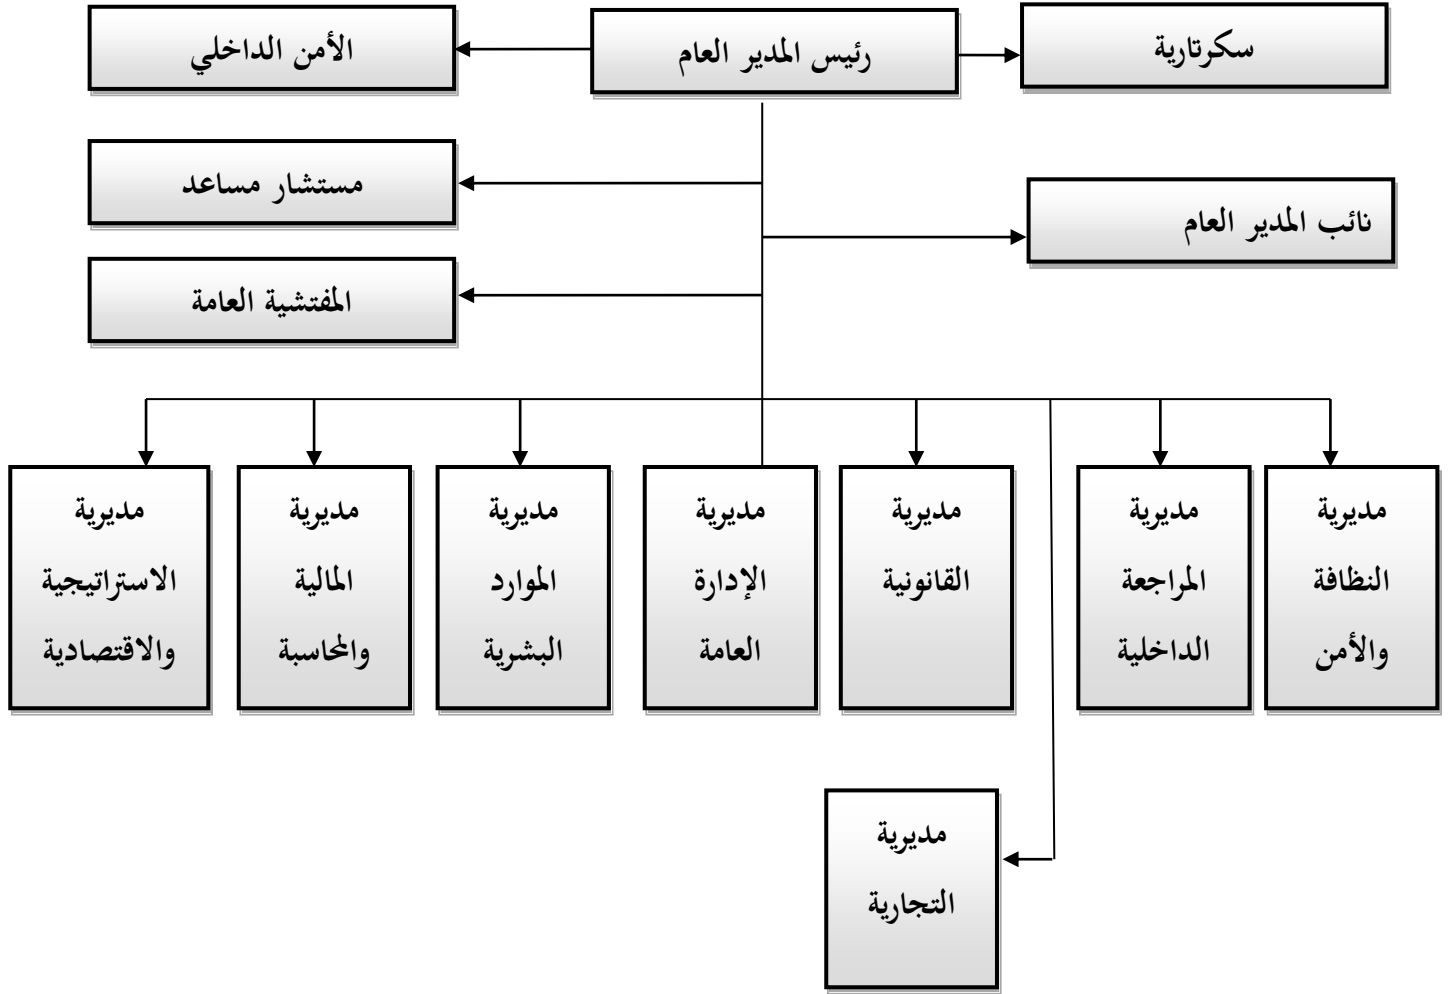 سكرتارية
رئيس المدير العام
الأمن الداخلي
مستشار مساعد
نائب المدير العام
المفتشية العامة
مديرية
النظافة
والأمن
مديرية
المراجعة
الداخلية
مديرية
القانونية
مديرية
الإدارة
العامة
مديرية
الموارد
البشرية
مديرية
المالية
والمحاسبة
مديرية
الاستراتيجية
والاقتصادية
مديرية
التجارية